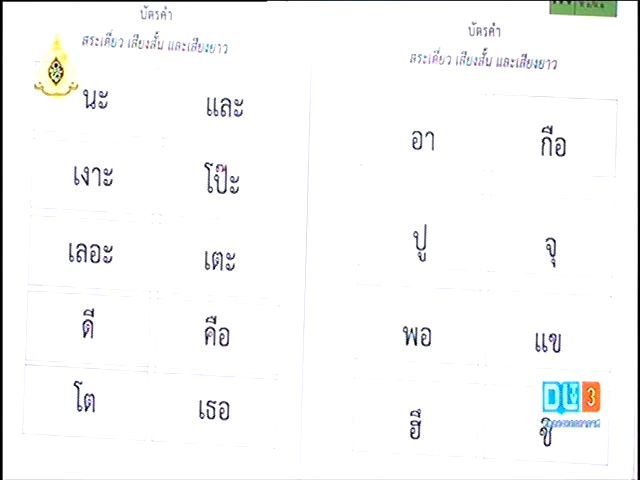 บัตรคำ
สระเดี่ยว เสียงสั้น และเสียงยาว
นะ และ
เงาะ โป๊ะ
เลอะ เตะ
ดี คือ
โต เธอ
บัตรคำ
สระเดี่ยว เสียงสั้น และเสียงยาว
อา กือ
ปู จุ
พอ แข
ฮึ ชิ
DLTV 3